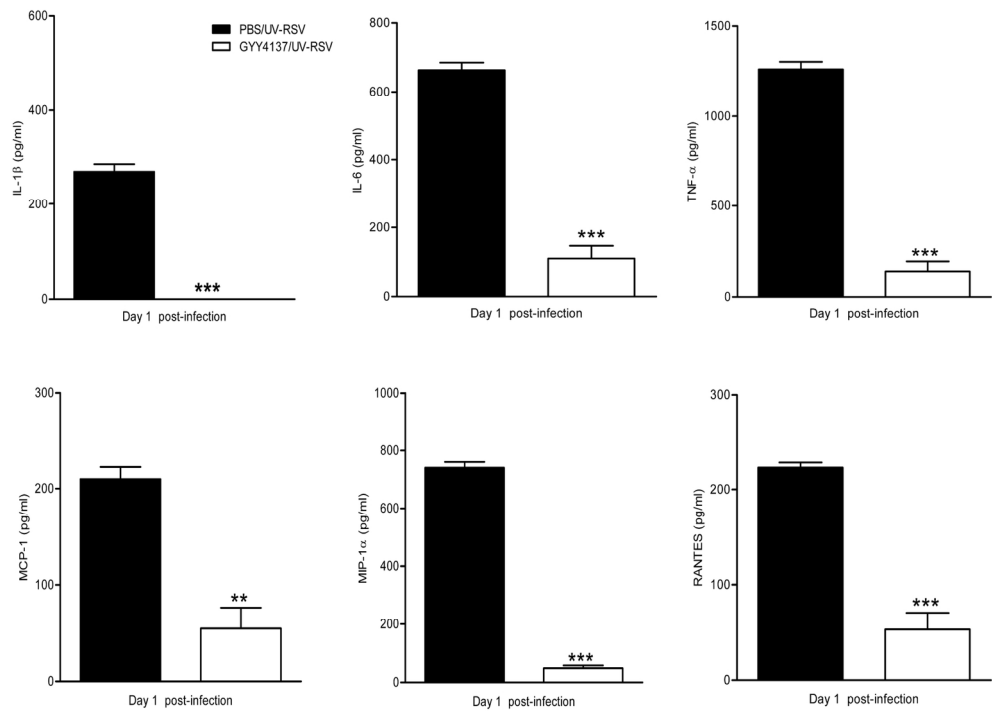 600
400
200
0
IL-1β (pg/ml)
PBS/UV-RSV
GYY4137/UV-RSV
***
Day 1 post-infection
800
600
400
200
0
IL-6 (pg/ml)
***
Day 1 post-infection
1500
1000
500
0
TNF-α (pg/ml)
***
Day 1 post-infection
300
200
100
0
MCP-1 (pg/ml)
**
Day 1 post-infection
1000
800
600
400
200
0
MIP-1α (pg/ml)
***
Day 1 post-infection
300
200
100
0
RANTES (pg/ml)
***
Day 1 post-infection